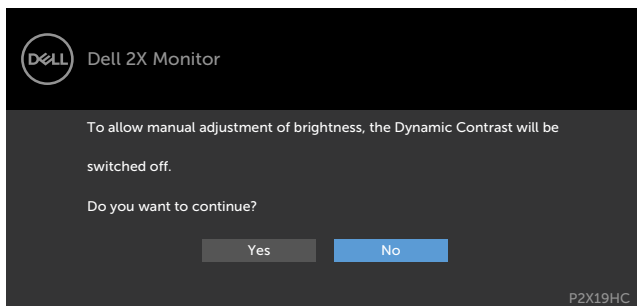 DELL
Dell 2X Monitor
To allow manual adjustment of brightness, the Dynamic Contrast will be
switched off.
Do you want to continue?
Yes
No
P2X19HC